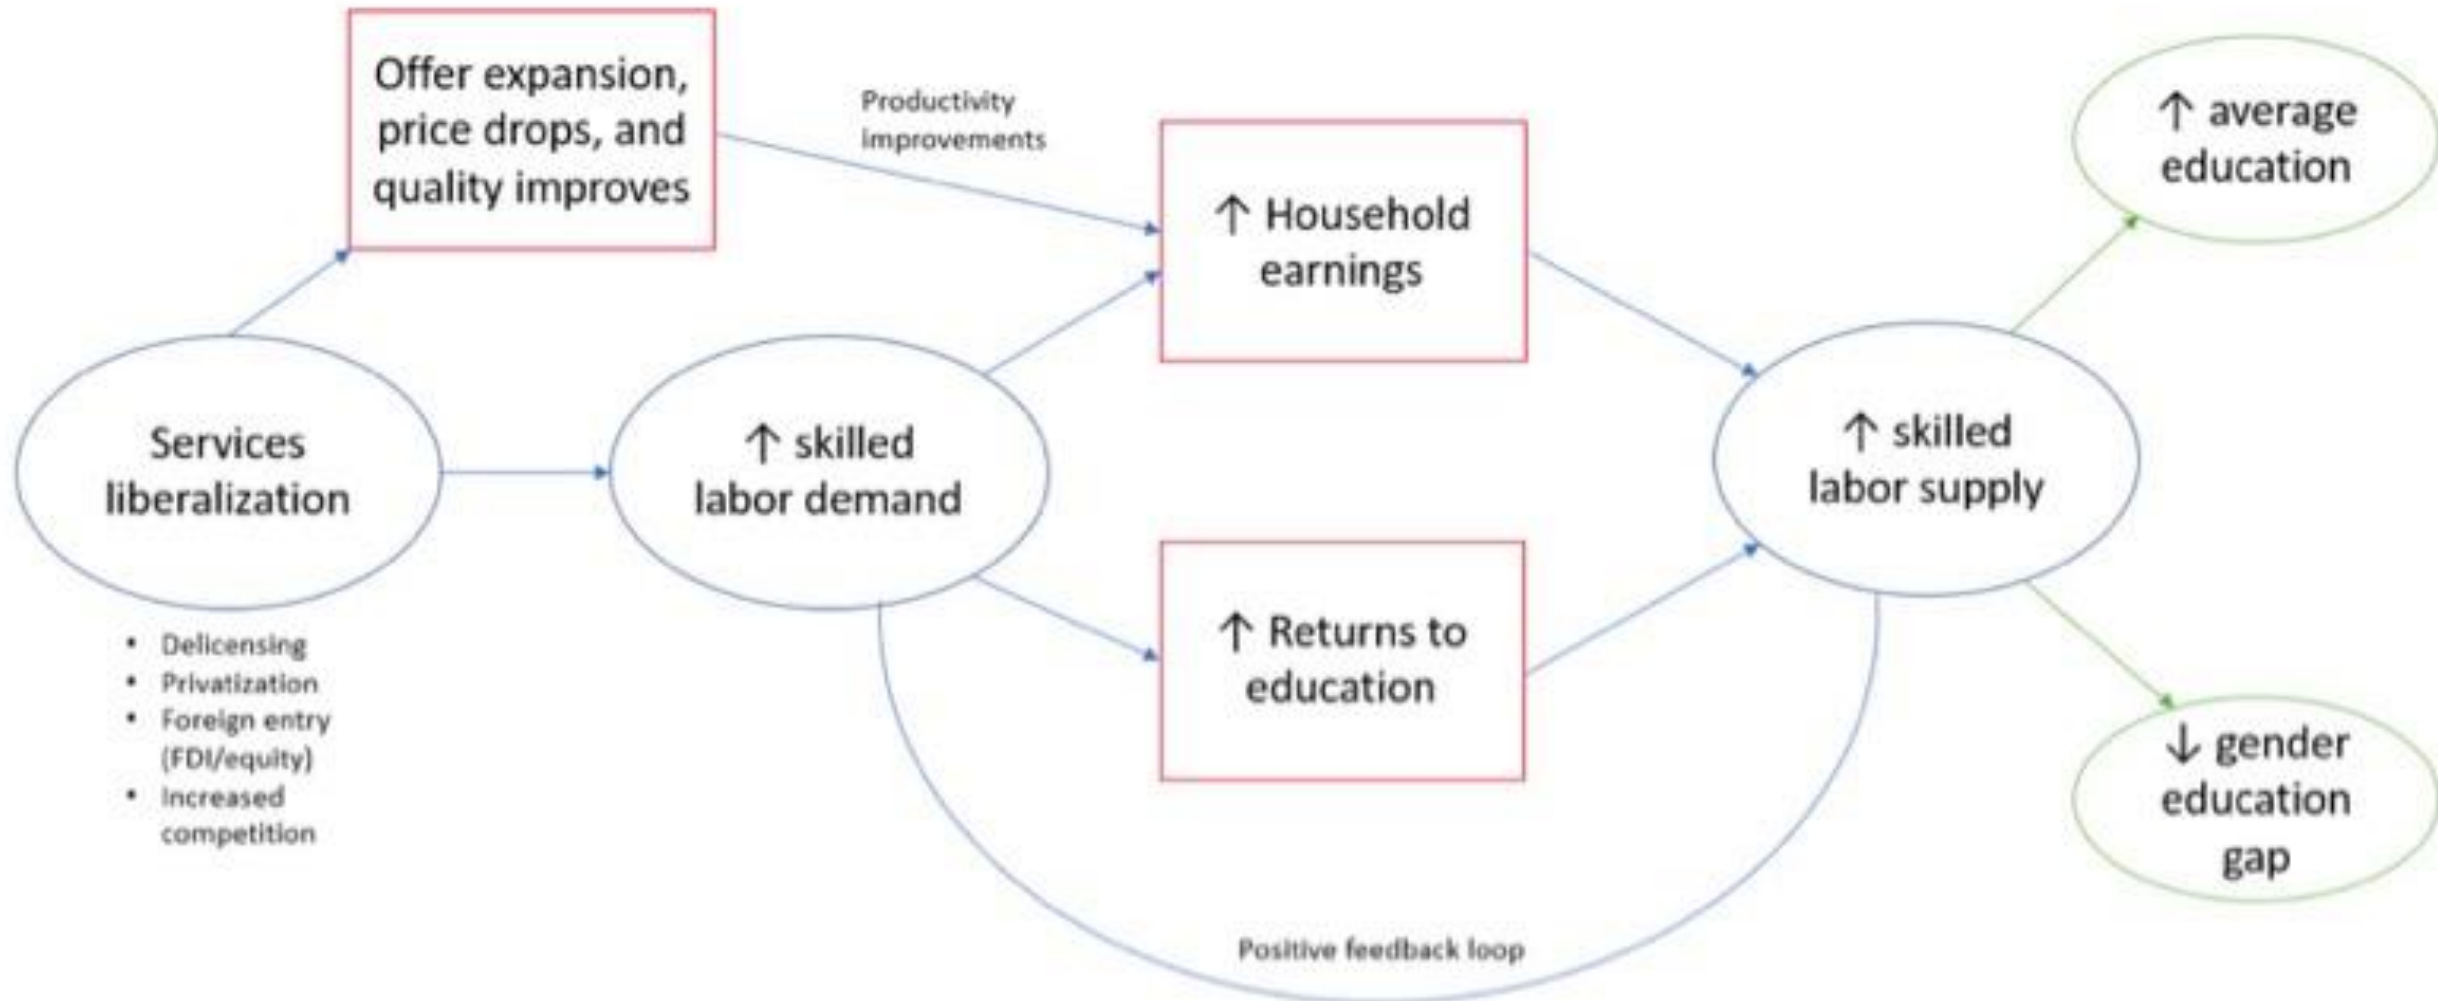 Offer expansion,
price drops, and
quality improves
Productivity
improvements
↑ Household
earnings
↑ average
education
Services
liberalization
↑ skilled
labor demand
↑ skilled
labor supply
• Delicensing
• Privatization
• Foreign entry
(FDI/equity)
• Increased
competition
↑ Returns to
education
↓ gender
education
gap
Positive feedback loop